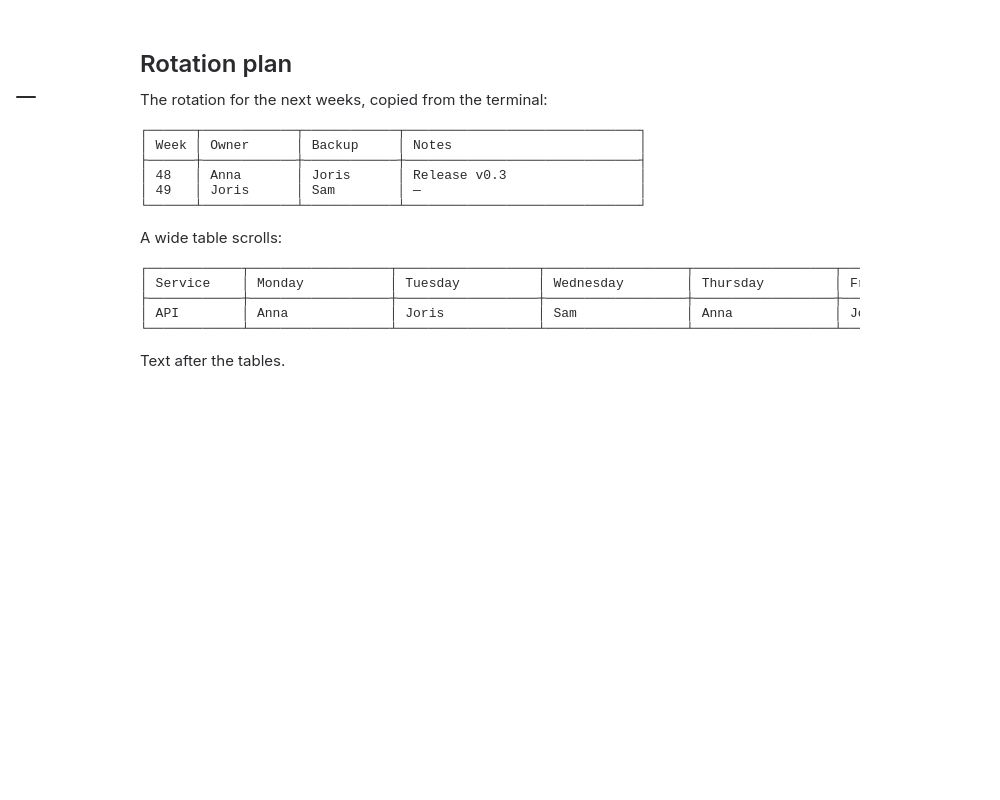 Rotation plan
The rotation for the next weeks, copied from the terminal:
Week Owner Backup Notes
48 Anna Joris Release v0.3
49 Joris Sam —
A wide table scrolls:
Service Monday Tuesday Wednesday Thursday
API Anna Joris Sam Anna
Text after the tables.